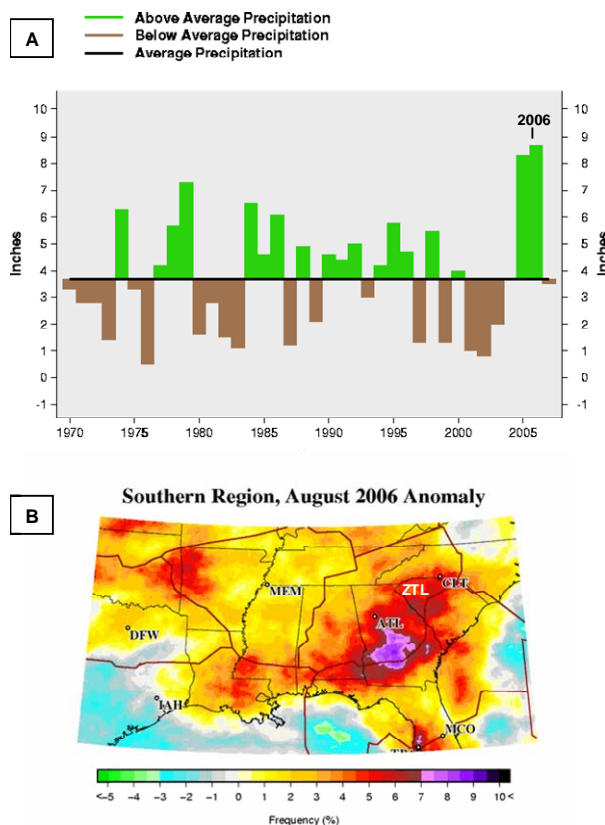 A
Above Average Precipitation
Below Average Precipitation
Average Precipitation
2006
10 10
9 9
8 8
7 7
6 6
5 5
4 4
3 3
2 2
1 1
0 0
-1 -1
Inches Inches
1970 1975 1980 1985 1990 1995 2000 2005
B
Southern Region, August 2006 Anomaly
ZTL
CLT
MEM
ATL
DFW
IAH
MCO
<-5 -4 -3 -2 -1 0 1 2 3 4 5 6 7 8 9 10<
Frequency (%)